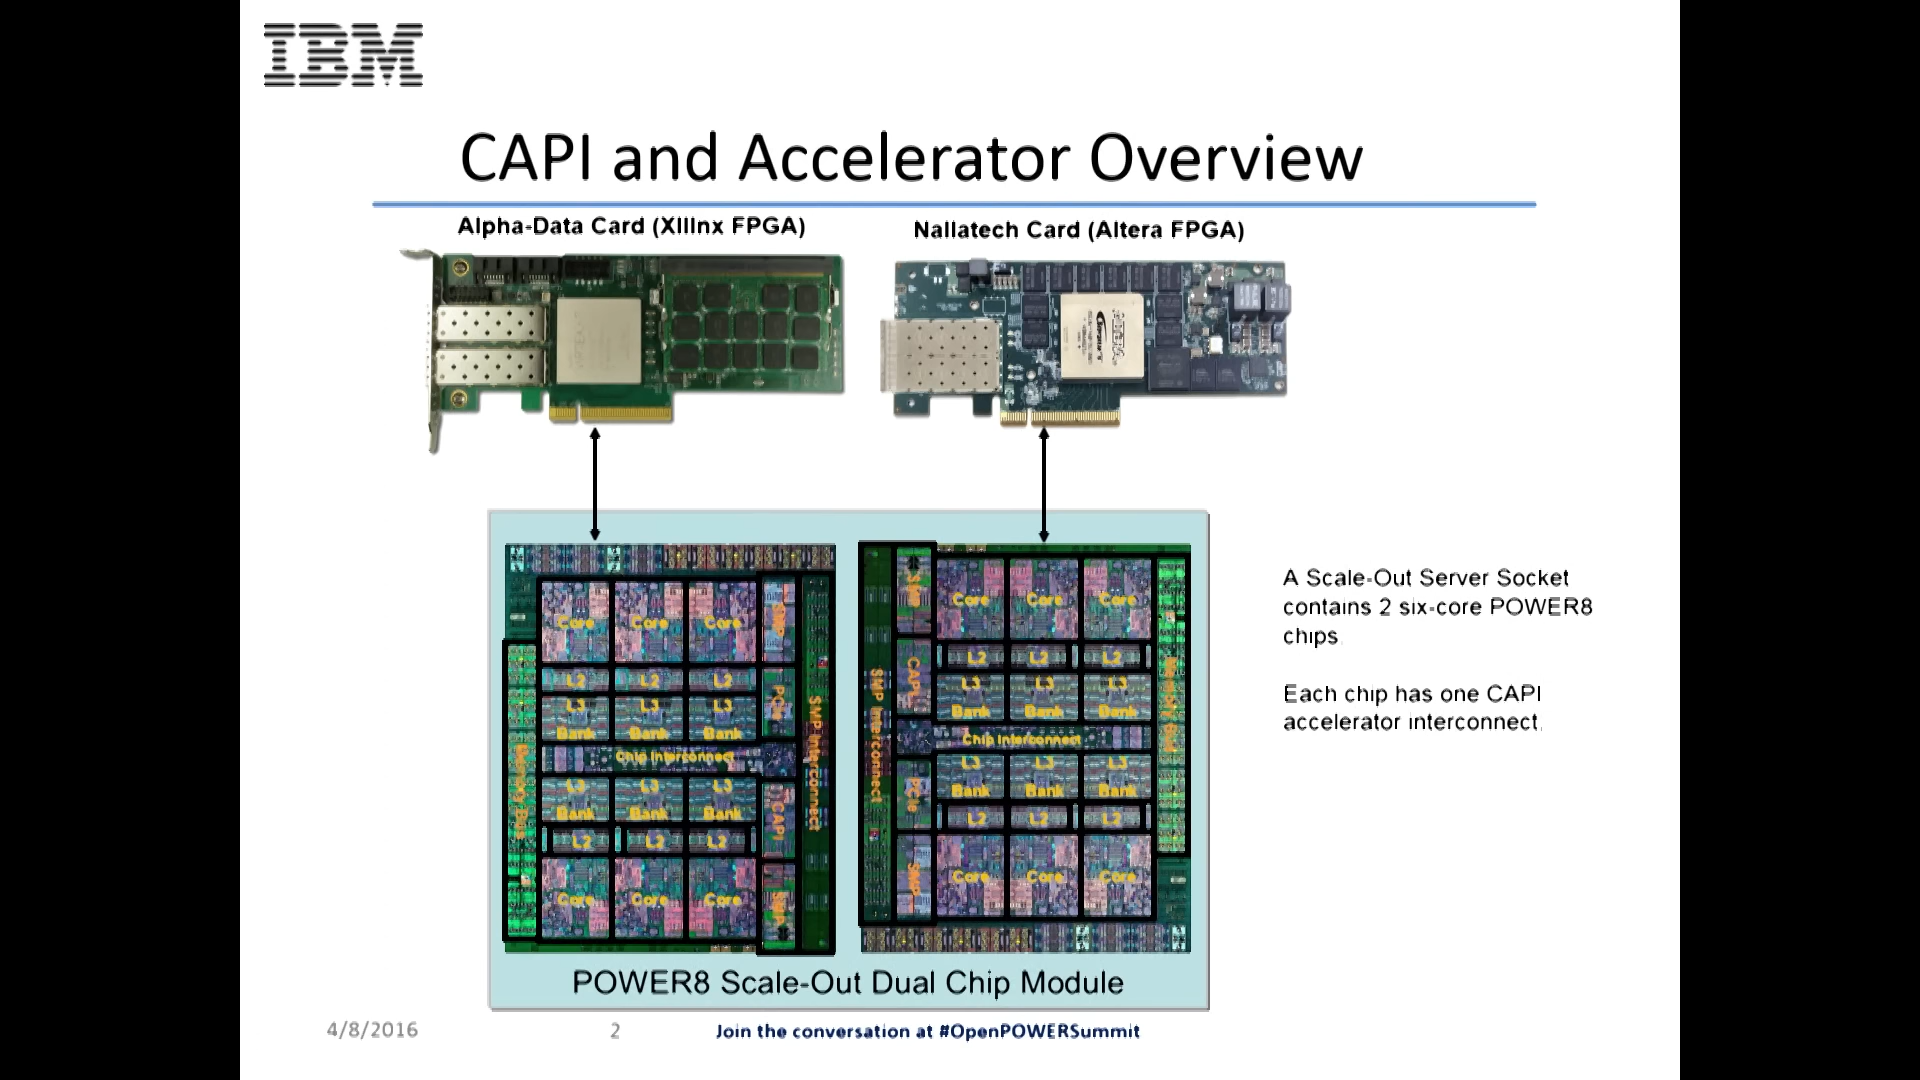 IBM
CAPI and Accelerator Overview
Alpha-Data Card (Xilinx FPGA)
Nallatech Card (Altera FPGA)
Core Core Core
L2 L2 L2
L3 L3 L3
Bank Bank Bank
Chip Interconnect
L3 L3 L3
Bank Bank Bank
L2 L2 L2
Core Core Core
Memory Bus
SMP
PCIe
CAPI
SMP
SMP Interconnect
SMP Interconnect
SMP
CAPI
PCIe
SMP
Core Core Core
L2 L2 L2
L3 L3 L3
Bank Bank Bank
Chip Interconnect
L3 L3 L3
Bank Bank Bank
L2 L2 L2
Core Core Core
Memory Bus
POWER8 Scale-Out Dual Chip Module
A Scale-Out Server Socket
contains 2 six-core POWER8
chips.
Each chip has one CAPI
accelerator interconnect.
4/8/2016
2
Join the conversation at #OpenPOWERSummit